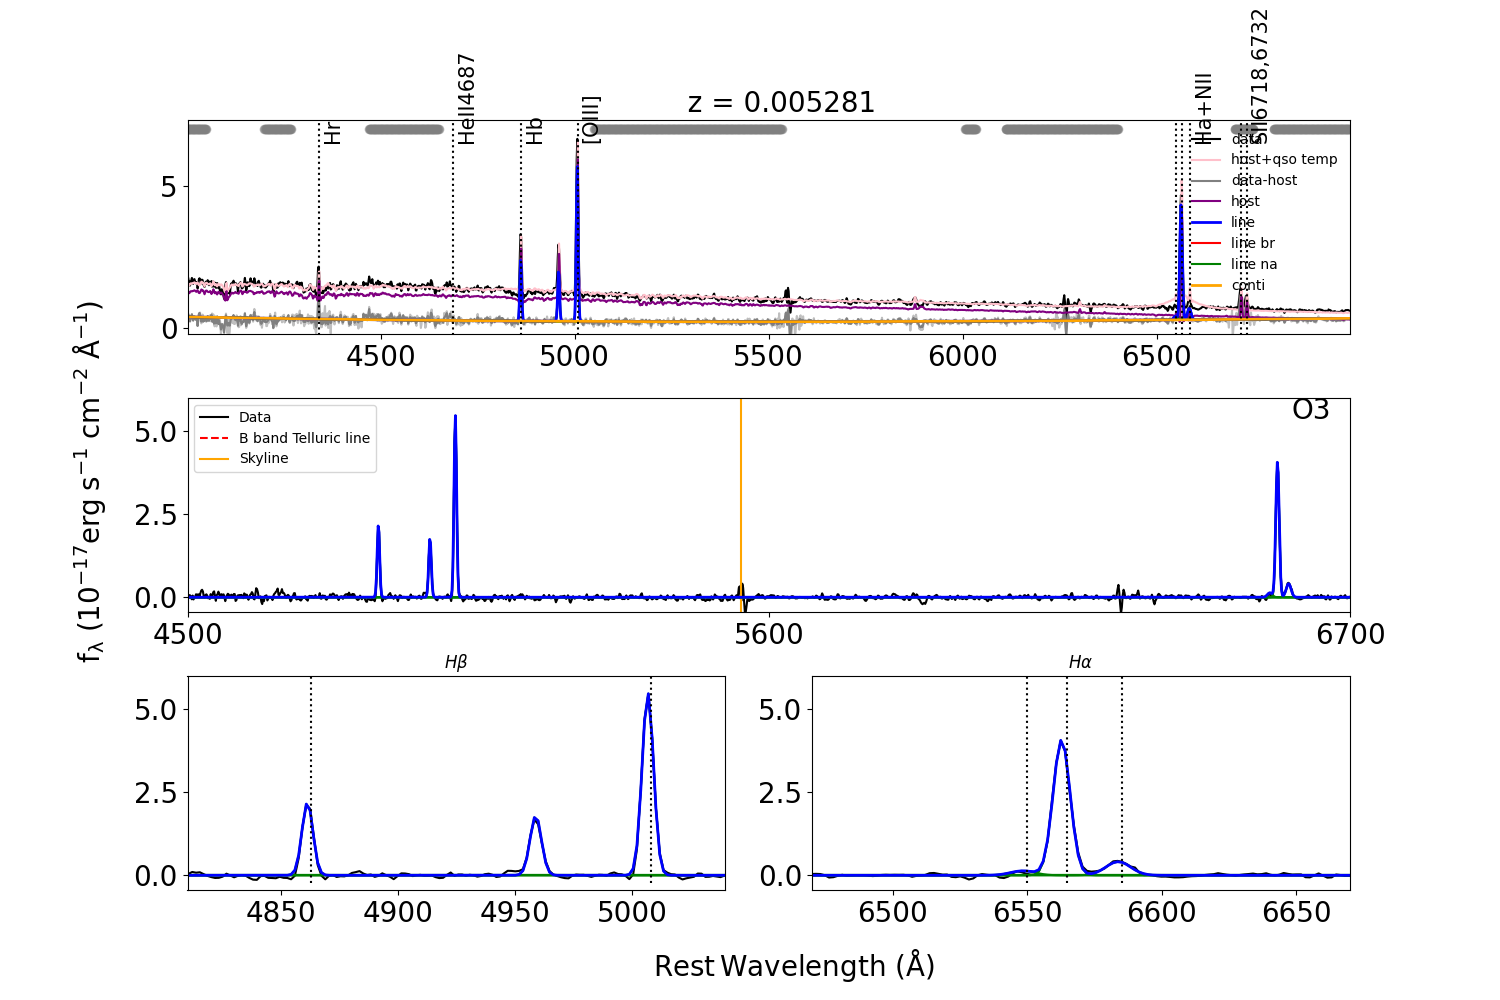 z = 0.005281
Hr
HeII4687
Hb
[OIII]
Ha+NII
SII6718,6732
data
host+qso temp
data-host
host
line
line br
line na
conti
5
0
4500
5000
5500
6000
6500
O3
Data
B band Telluric line
Skyline
5.0
2.5
0.0
4500
5600
6700
fλ (10⁻¹⁷erg s⁻¹ cm⁻² Å⁻¹)
Hβ
5.0
2.5
0.0
4850
4900
4950
5000
Hα
5.0
2.5
0.0
6500
6550
6600
6650
Rest Wavelength (Å)